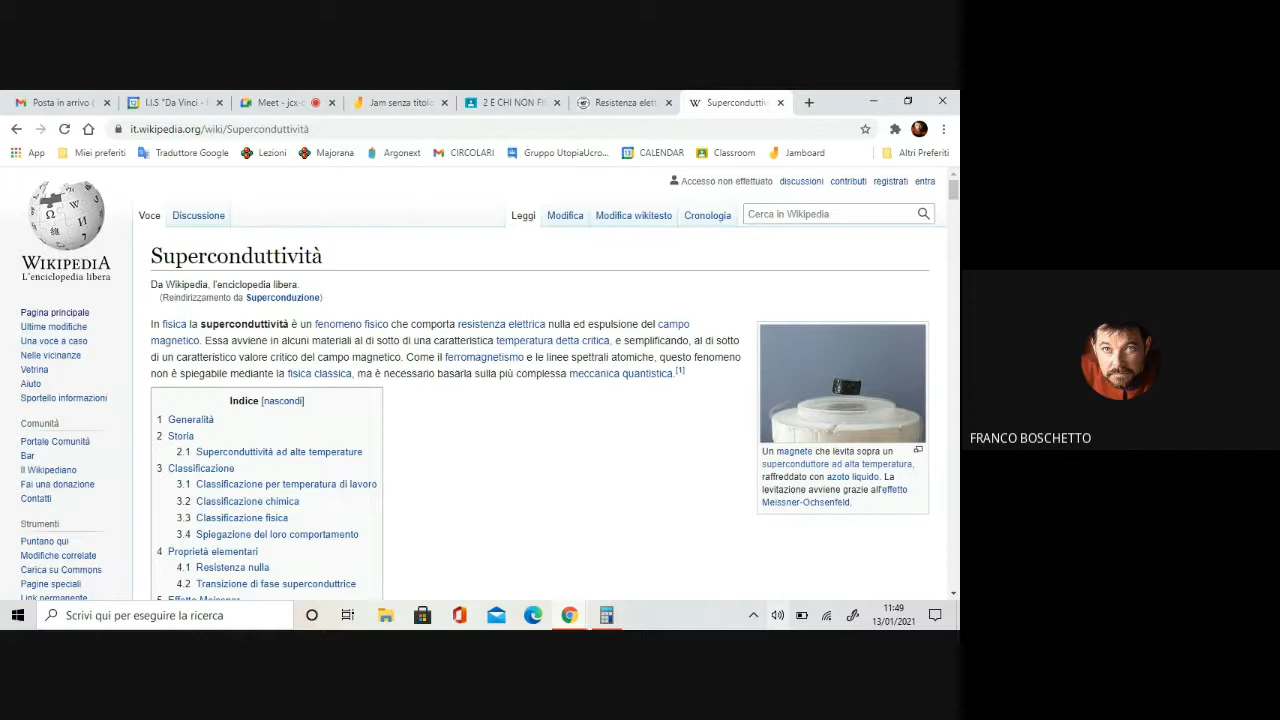 Posta in arrivo (
I.I.S "Da Vinci -
Meet - jcx-
Jam senza titolo
2 E CHI NON FI
Resistenza elett
Superconduttivi
it.wikipedia.org/wiki/Superconduttività
App
Miei preferiti
Traduttore Google
Lezioni
Majorana
Argonext
CIRCOLARI
Gruppo UtopiaUcro...
CALENDAR
Classroom
Jamboard
Altri Preferiti
WIKIPEDIA
L'enciclopedia libera
Accesso non effettuato discussioni contributi registrati entra
Voce Discussione
Leggi Modifica Modifica wikitesto Cronologia
Cerca in Wikipedia
Superconduttività
Da Wikipedia, l'enciclopedia libera.
(Reindirizzamento da Superconduzione)
In fisica la superconduttività è un fenomeno fisico che comporta resistenza elettrica nulla ed espulsione del campo
magnetico. Essa avviene in alcuni materiali al di sotto di una caratteristica temperatura detta critica, e semplificando, al di sotto
di un caratteristico valore critico del campo magnetico. Come il ferromagnetismo e le linee spettrali atomiche, questo fenomeno
non è spiegabile mediante la fisica classica, ma è necessario basarla sulla più complessa meccanica quantistica.[1]
Un magnete che levita sopra un
superconduttore ad alta temperatura,
raffreddato con azoto liquido. La
levitazione avviene grazie all'effetto
Meissner-Ochsenfeld.
Indice [nascondi]
1 Generalità
2 Storia
2.1 Superconduttività ad alte temperature
3 Classificazione
3.1 Classificazione per temperatura di lavoro
3.2 Classificazione chimica
3.3 Classificazione fisica
3.4 Spiegazione del loro comportamento
4 Proprietà elementari
4.1 Resistenza nulla
4.2 Transizione di fase superconduttrice
5 Effetto Meissner
Pagina principale
Ultime modifiche
Una voce a caso
Nelle vicinanze
Vetrina
Aiuto
Sportello informazioni
Comunità
Portale Comunità
Bar
Il Wikipediano
Fai una donazione
Contatti
Strumenti
Puntano qui
Modifiche correlate
Carica su Commons
Pagine speciali
Link permanente
Scrivi qui per eseguire la ricerca
11:49
13/01/2021
FRANCO BOSCHETTO